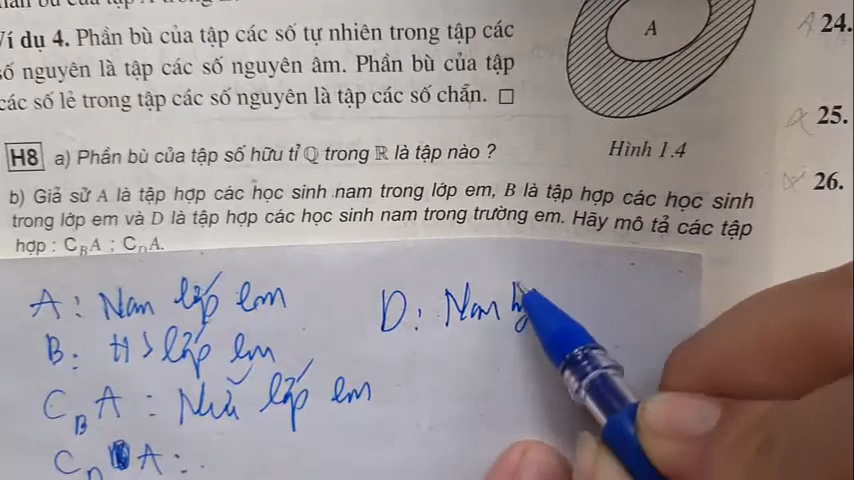 Ví dụ 4. Phần bù của tập các số tự nhiên trong tập các
số nguyên là tập các số nguyên âm. Phần bù của tập
các số lẻ trong tập các số nguyên là tập các số chẵn. □
A
24.
25.
26.
Hình 1.4
H8 a) Phần bù của tập số hữu tỉ ℚ trong ℝ là tập nào ?
b) Giả sử A là tập hợp các học sinh nam trong lớp em, B là tập hợp các học sinh
trong lớp em và D là tập hợp các học sinh nam trong trường em. Hãy mô tả các tập
hợp : C_BA ; C_DA.
A : Nam lớp em
D : Nam
B : HS lớp em
C_B A : Nữ lớp em
C_D A :